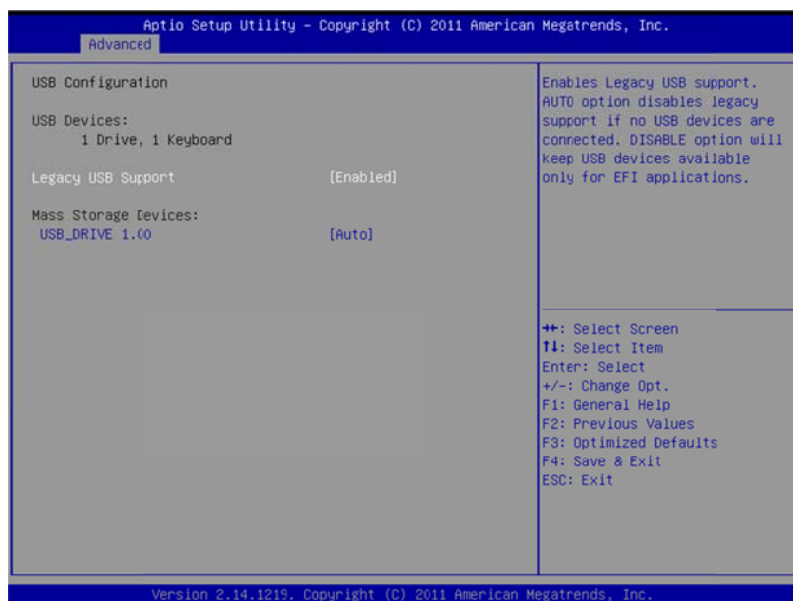 Aptio Setup Utility – Copyright (C) 2011 American Megatrends, Inc.
Advanced
USB Configuration
USB Devices:
1 Drive, 1 Keyboard
Legacy USB Support [Enabled]
Mass Storage Devices:
USB_DRIVE 1.00 [Auto]
Enables Legacy USB support.
AUTO option disables legacy
support if no USB devices are
connected. DISABLE option will
keep USB devices available
only for EFI applications.
→←: Select Screen
↑↓: Select Item
Enter: Select
+/-: Change Opt.
F1: General Help
F2: Previous Values
F3: Optimized Defaults
F4: Save & Exit
ESC: Exit
Version 2.14.1219. Copyright (C) 2011 American Megatrends, Inc.